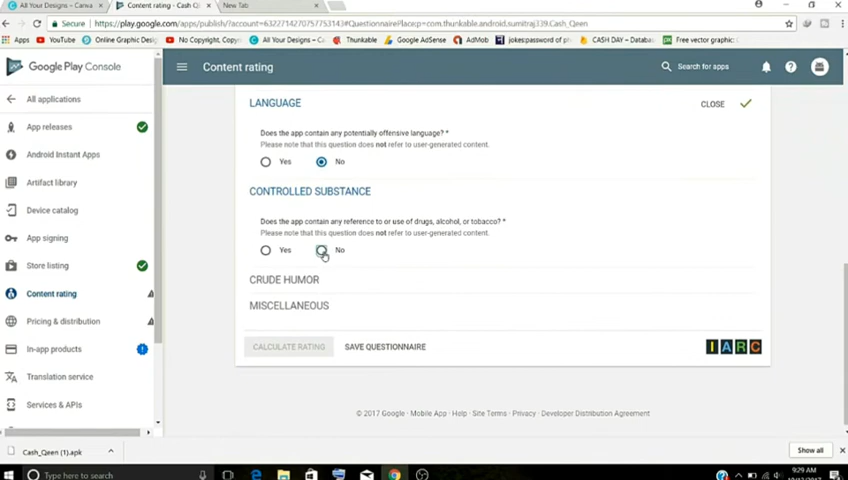 All Your Designs – Canva
Content rating - Cash Q
New Tab
Secure https://play.google.com/apps/publish/?account=6327714270775753143#QuestionnairePlace:p=com.thunkable.android.sumitraj339.Cash_Qeen
Apps YouTube Online Graphic Desig No Copyright, Copyrig All Your Designs – Can Thunkable Google AdSense AdMob jokes:password of ph CASH DAY – Databas Free vector graphic:
Google Play Console
Content rating
Search for apps
All applications
App releases
Android Instant Apps
Artifact library
Device catalog
App signing
Store listing
Content rating
Pricing & distribution
In-app products
Translation service
Services & APIs
LANGUAGE
CLOSE
Does the app contain any potentially offensive language? *
Please note that this question does not refer to user-generated content.
Yes No
CONTROLLED SUBSTANCE
Does the app contain any reference to or use of drugs, alcohol, or tobacco? *
Please note that this question does not refer to user-generated content.
Yes No
CRUDE HUMOR
MISCELLANEOUS
CALCULATE RATING SAVE QUESTIONNAIRE
IARC
© 2017 Google · Mobile App · Help · Site Terms · Privacy · Developer Distribution Agreement
Cash_Qeen (1).apk
Show all
Type here to search
9:29 AM